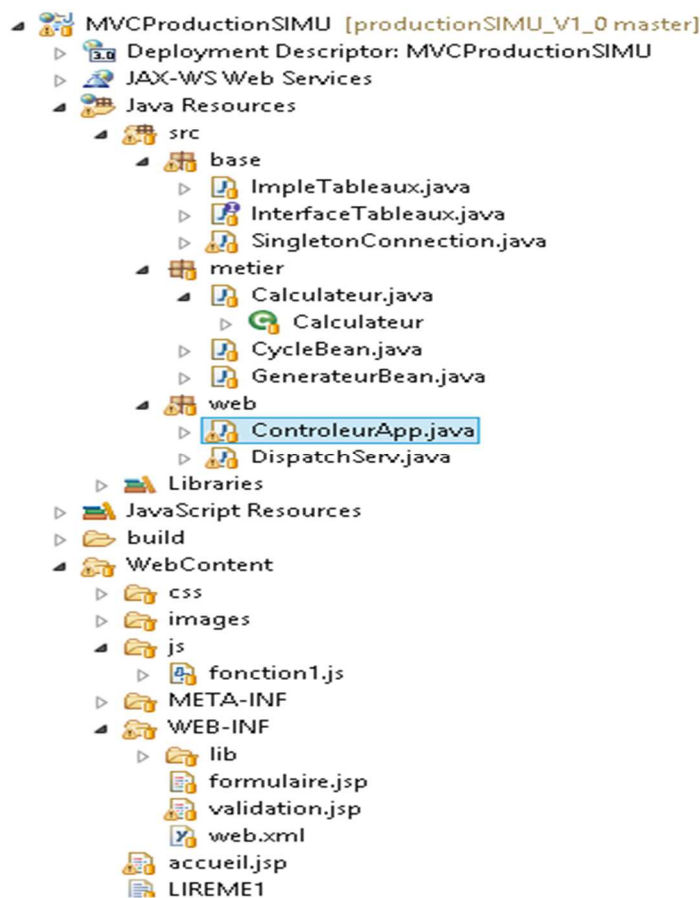 MVCProductionSIMU [productionSIMU_V1_0 master]
Deployment Descriptor: MVCProductionSIMU
JAX-WS Web Services
Java Resources
src
base
ImpleTableaux.java
InterfaceTableaux.java
SingletonConnection.java
metier
Calculateur.java
Calculateur
CycleBean.java
GenerateurBean.java
web
ControleurApp.java
DispatchServ.java
Libraries
JavaScript Resources
build
WebContent
css
images
js
fonction1.js
META-INF
WEB-INF
lib
formulaire.jsp
validation.jsp
web.xml
accueil.jsp
LIREME1